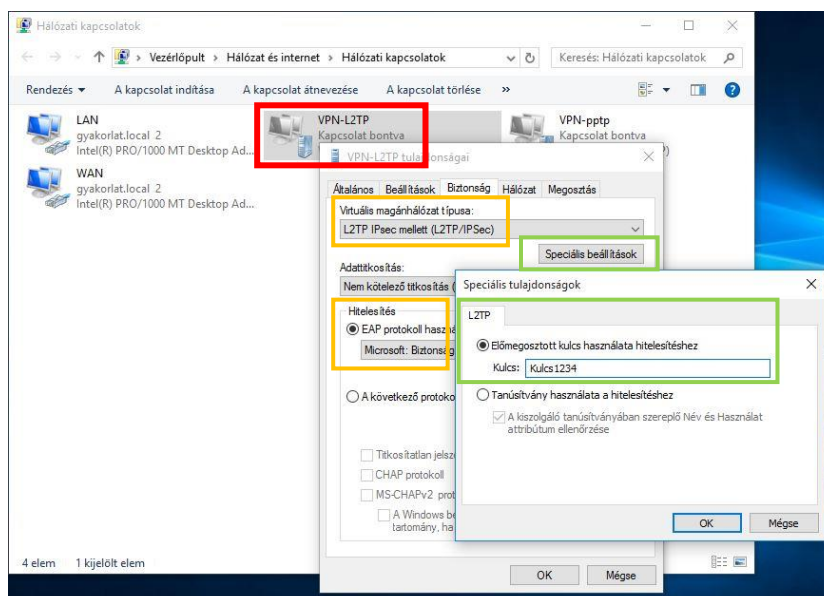 Hálózati kapcsolatok
Vezérlőpult › Hálózat és internet › Hálózati kapcsolatok
Keresés: Hálózati kapcsolatok
Rendezés
A kapcsolat indítása
A kapcsolat átnevezése
A kapcsolat törlése
»
LAN
gyakorlat.local 2
Intel(R) PRO/1000 MT Desktop Ad...
VPN-L2TP
Kapcsolat bontva
VPN-pptp
Kapcsolat bontva
WAN
gyakorlat.local 2
Intel(R) PRO/1000 MT Desktop Ad...
VPN-L2TP tulajdonságai
Általános Beállítások Biztonság Hálózat Megosztás
Virtuális magánhálózat típusa:
L2TP IPsec mellett (L2TP/IPSec)
Speciális beállítások
Adattitkosítás:
Nem kötelező titkosítás (
Hitelesítés
EAP protokoll haszná
Microsoft: Biztonság
A következő protoko
Titkosítatlan jelsz
CHAP protokoll
MS-CHAPv2 prot
A Windows be
tartomány, ha
OK Mégse
Speciális tulajdonságok
L2TP
Előmegosztott kulcs használata hitelesítéshez
Kulcs: Kulcs1234
Tanúsítvány használata a hitelesítéshez
A kiszolgáló tanúsítványában szereplő Név és Használat
attribútum ellenőrzése
OK Mégse
4 elem 1 kijelölt elem